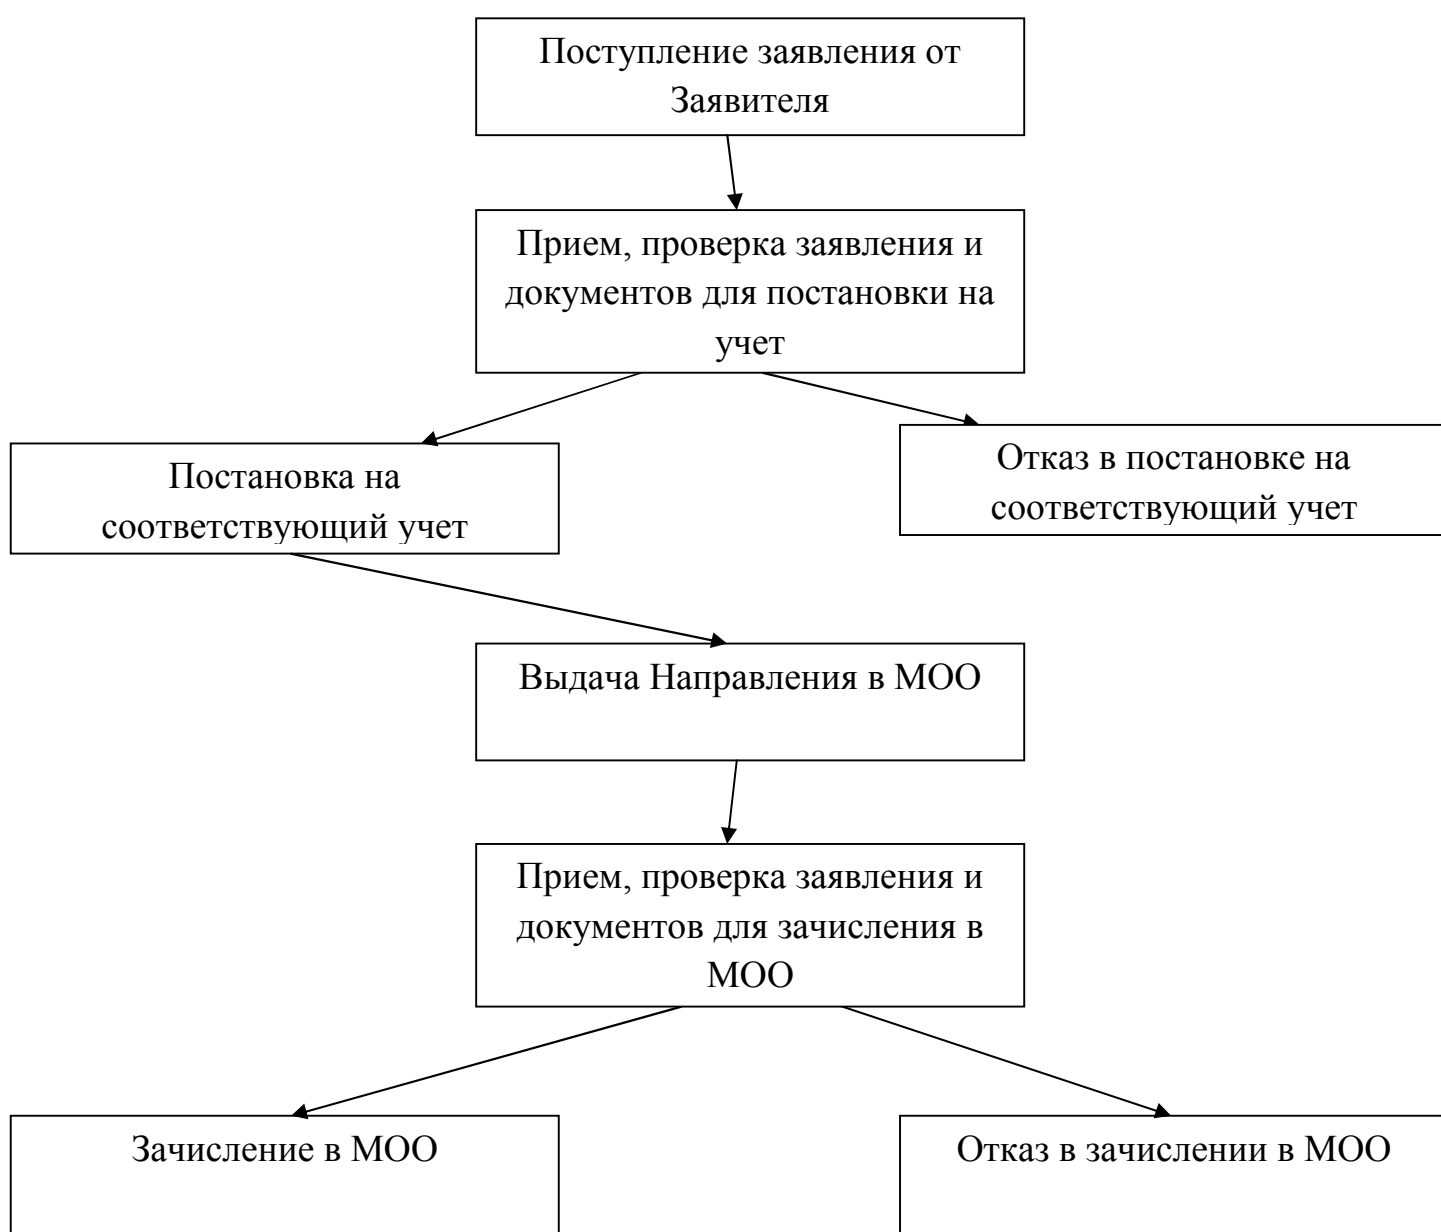 Поступление заявления от
Заявителя
Прием, проверка заявления и
документов для постановки на
учет
Постановка на
соответствующий учет
Отказ в постановке на
соответствующий учет
Выдача Направления в МОО
Прием, проверка заявления и
документов для зачисления в
МОО
Зачисление в МОО
Отказ в зачислении в МОО